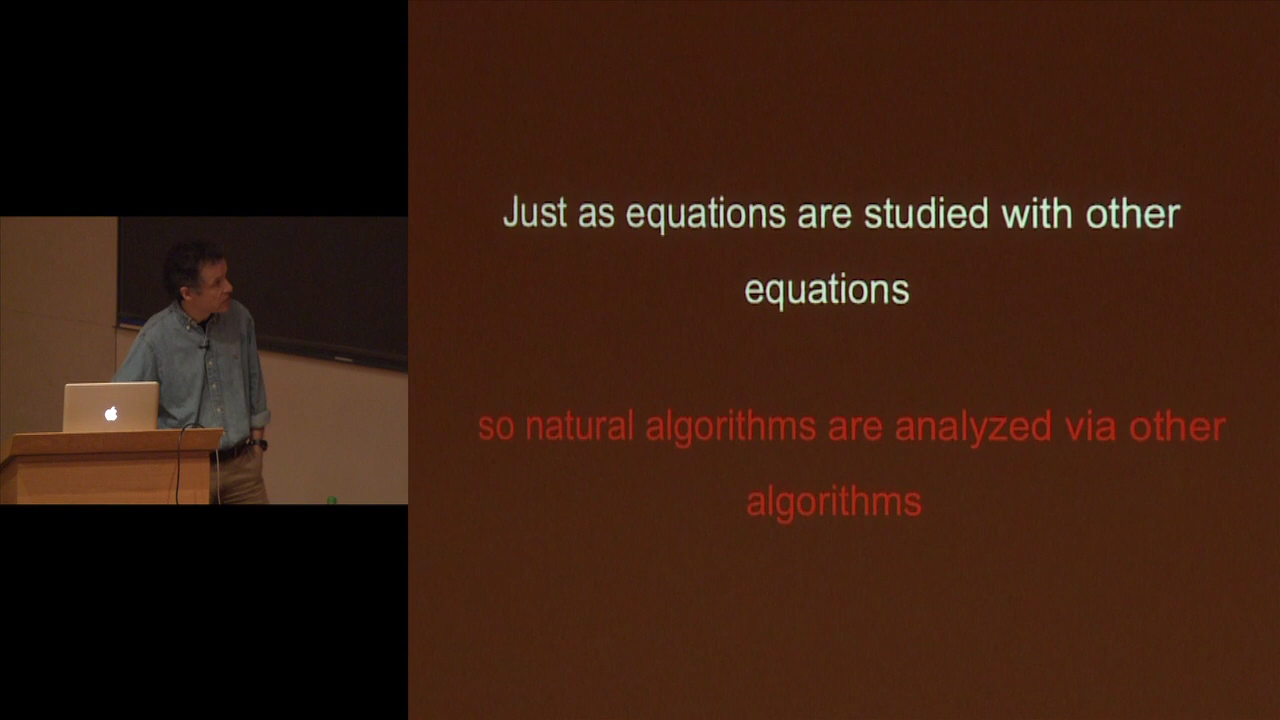 Just as equations are studied with other
equations
so natural algorithms are analyzed via other
algorithms